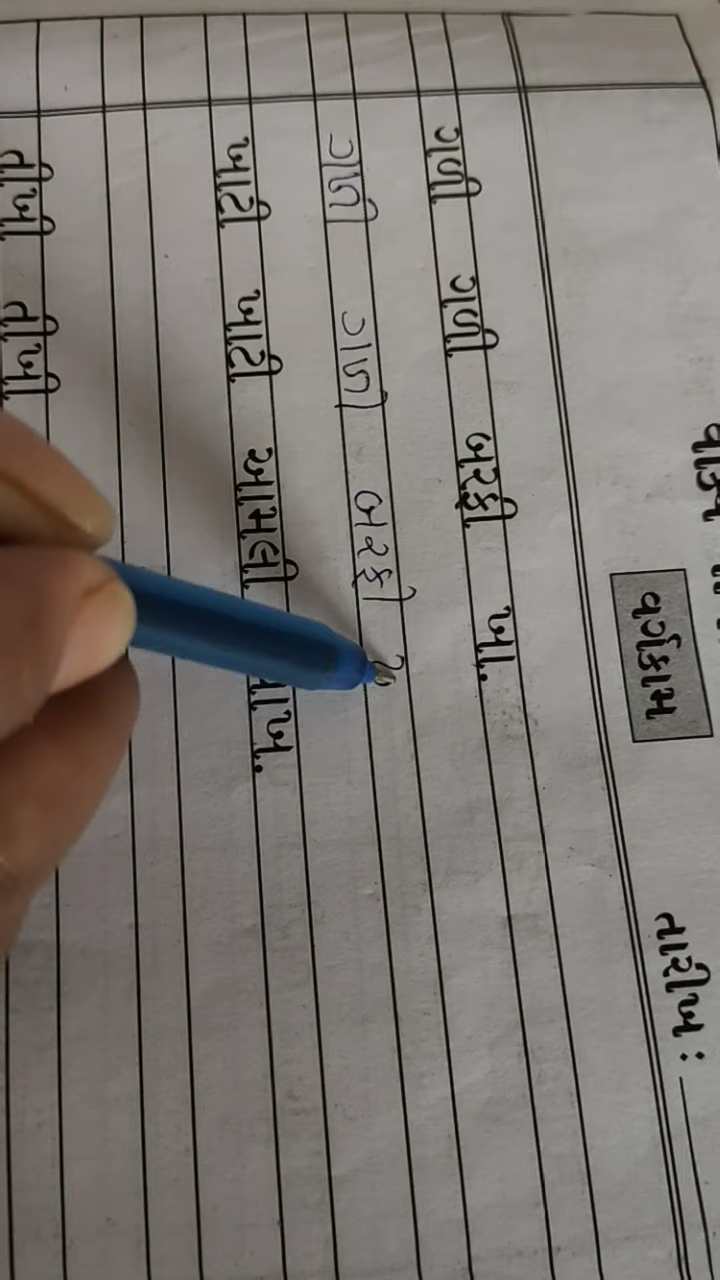 વર્ગકામ
તારીખ :
ગળી ગળી બરફી ખા.
ગળી ગળી બરફી
ખાટી ખાટી આમલી
તીખી તીખી